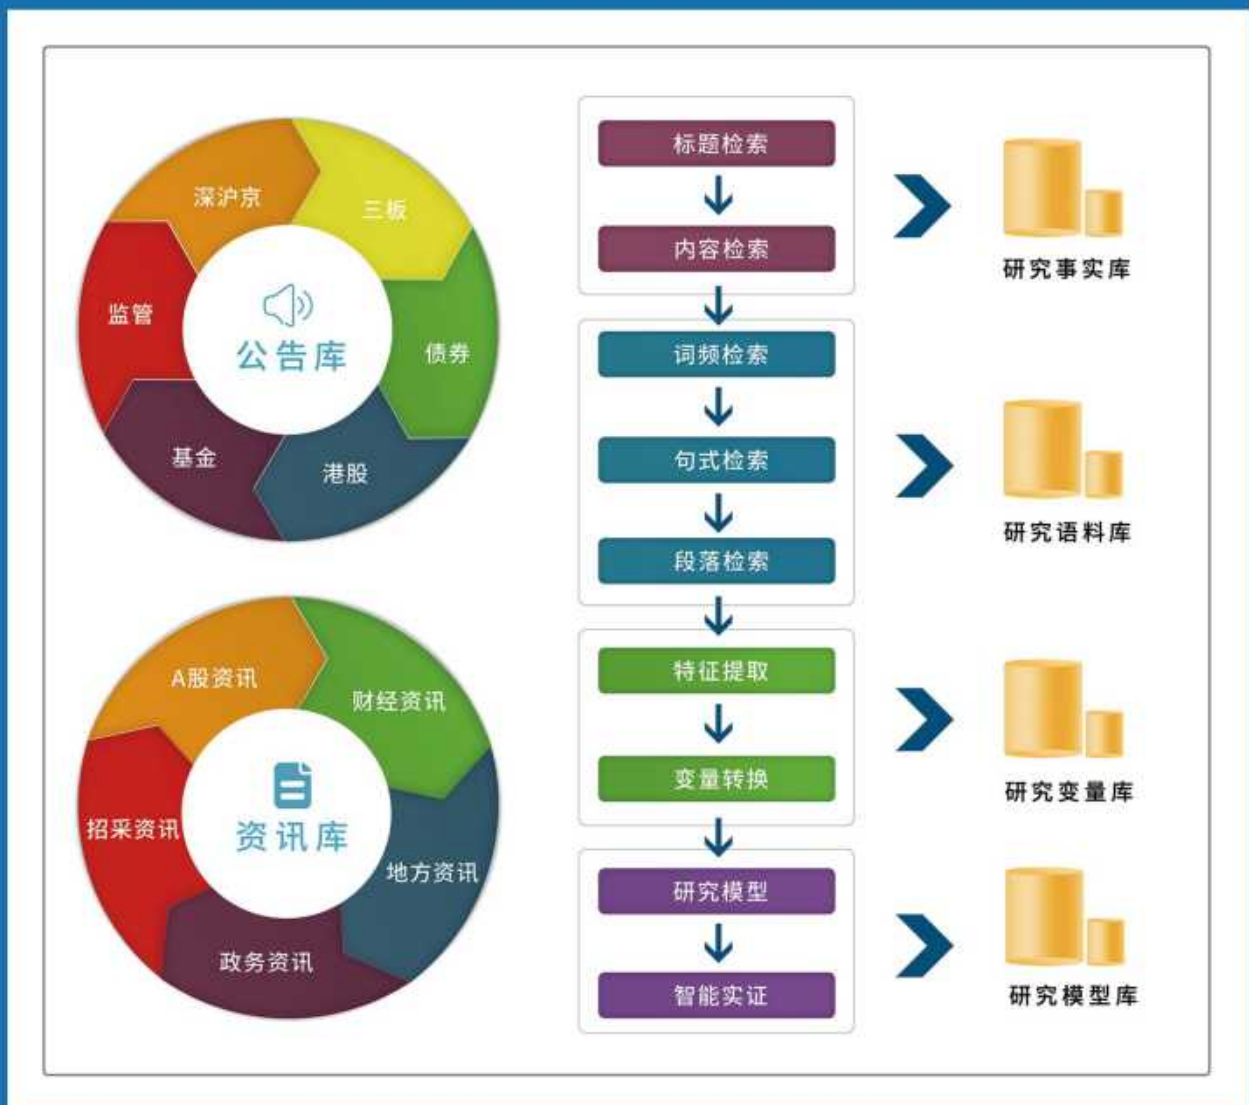 深沪京
三板
监管
公告库
债券
基金
港股
A股资讯
财经资讯
招采资讯
资讯库
地方资讯
政务资讯
标题检索
内容检索
研究事实库
词频检索
句式检索
段落检索
研究语料库
特征提取
变量转换
研究变量库
研究模型
智能实证
研究模型库